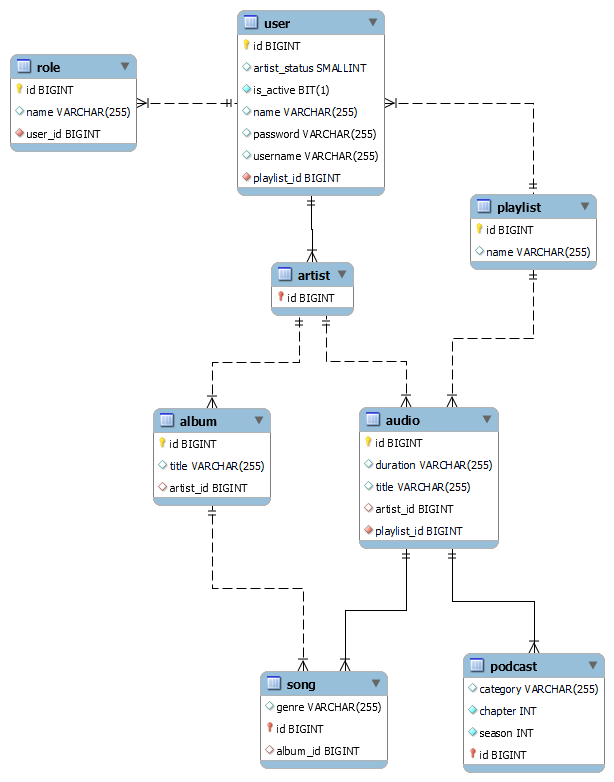 user
id BIGINT
artist_status SMALLINT
is_active BIT(1)
name VARCHAR(255)
password VARCHAR(255)
username VARCHAR(255)
playlist_id BIGINT
role
id BIGINT
name VARCHAR(255)
user_id BIGINT
playlist
id BIGINT
name VARCHAR(255)
artist
id BIGINT
album
id BIGINT
title VARCHAR(255)
artist_id BIGINT
audio
id BIGINT
duration VARCHAR(255)
title VARCHAR(255)
artist_id BIGINT
playlist_id BIGINT
song
genre VARCHAR(255)
id BIGINT
album_id BIGINT
podcast
category VARCHAR(255)
chapter INT
season INT
id BIGINT